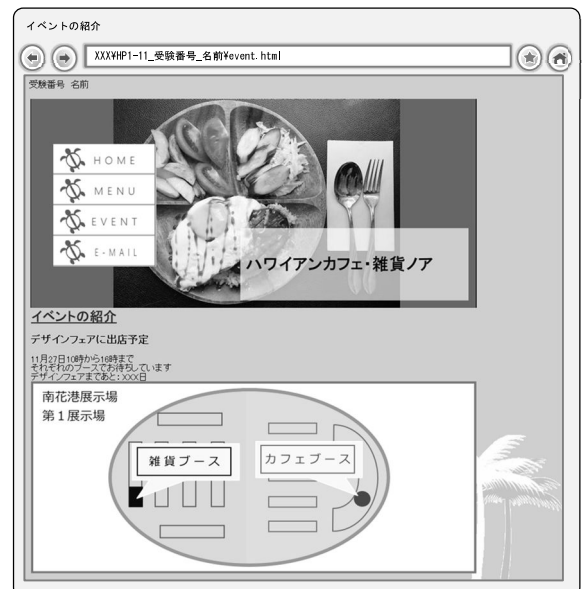 イベントの紹介
XXX¥HP1-11_受験番号_名前¥event.html
受験番号 名前
HOME
MENU
EVENT
E-MAIL
ハワイアンカフェ・雑貨ノア
イベントの紹介
デザインフェアに出店予定
11月27日10時から16時まで
それぞれのブースでお待ちしています
デザインフェアまであと:XXX日
南花港展示場
第1展示場
雑貨ブース
カフェブース